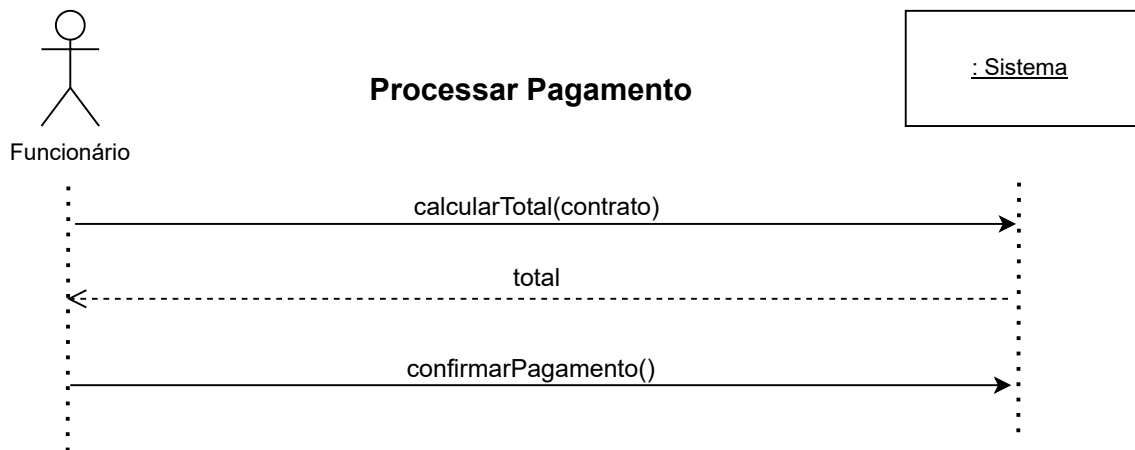 : Sistema
Processar Pagamento
Funcionário
calcularTotal(contrato)
total
confirmarPagamento()